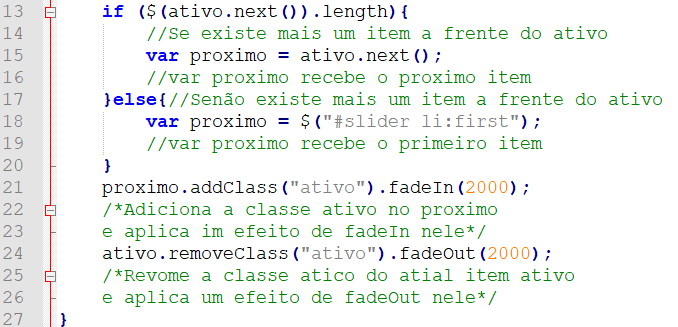 13 if ($(ativo.next()).length){
14 //Se existe mais um item a frente do ativo
15 var proximo = ativo.next();
16 //var proximo recebe o proximo item
17 }else{//Senão existe mais um item a frente do ativo
18 var proximo = $("#slider li:first");
19 //var proximo recebe o primeiro item
20 }
21 proximo.addClass("ativo").fadeIn(2000);
22 /*Adiciona a classe ativo no proximo
23 e aplica im efeito de fadeIn nele*/
24 ativo.removeClass("ativo").fadeOut(2000);
25 /*Revome a classe atico do atial item ativo
26 e aplica um efeito de fadeOut nele*/
27 }